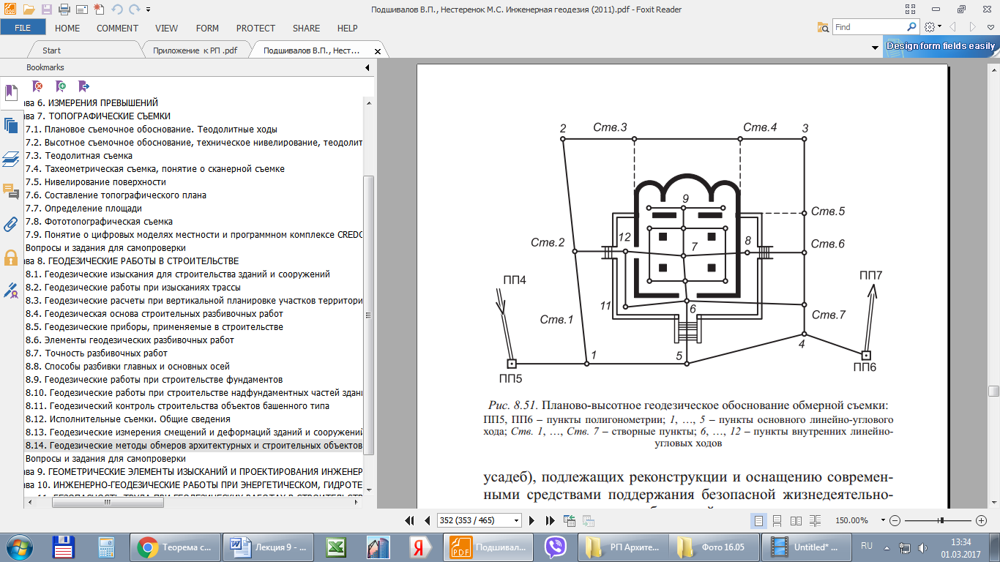 Подшивалов В.П., Нестеренок М.С. Инженерная геодезия (2011).pdf - Foxit Reader
FILE HOME COMMENT VIEW FORM PROTECT SHARE HELP
Find
Start
Приложение к РП .pdf
Подшивалов В.П., Нест...
Design form fields easily
Bookmarks
ава 6. ИЗМЕРЕНИЯ ПРЕВЫШЕНИЙ
ава 7. ТОПОГРАФИЧЕСКИЕ СЪЕМКИ
7.1. Плановое съемочное обоснование. Теодолитные ходы
7.2. Высотное съемочное обоснование, техническое нивелирование, теодолит
7.3. Теодолитная съемка
7.4. Тахеометрическая съемка, понятие о сканерной съемке
7.5. Нивелирование поверхности
7.6. Составление топографического плана
7.7. Определение площади
7.8. Фототопографическая съемка
7.9. Понятие о цифровых моделях местности и программном комплексе CREDO
Вопросы и задания для самопроверки
ава 8. ГЕОДЕЗИЧЕСКИЕ РАБОТЫ В СТРОИТЕЛЬСТВЕ
8.1. Геодезические изыскания для строительства зданий и сооружений
8.2. Геодезические работы при изысканиях трассы
8.3. Геодезические расчеты при вертикальной планировке участков территори
8.4. Геодезическая основа строительных разбивочных работ
8.5. Геодезические приборы, применяемые в строительстве
8.6. Элементы геодезических разбивочных работ
8.7. Точность разбивочных работ
8.8. Способы разбивки главных и основных осей
8.9. Геодезические работы при строительстве фундаментов
8.10. Геодезические работы при строительстве надфундаментных частей здани
8.11. Геодезический контроль строительства объектов башенного типа
8.12. Исполнительные съемки. Общие сведения
8.13. Геодезические измерения смещений и деформаций зданий и сооружений
8.14. Геодезические методы обмеров архитектурных и строительных объектов
Вопросы и задания для самопроверки
ава 9. ГЕОМЕТРИЧЕСКИЕ ЭЛЕМЕНТЫ ИЗЫСКАНИЙ И ПРОЕКТИРОВАНИЯ ИНЖЕНЕР
ава 10. ИНЖЕНЕРНО-ГЕОДЕЗИЧЕСКИЕ РАБОТЫ ПРИ ЭНЕРГЕТИЧЕСКОМ, ГИДРОТЕ
2 Ств.3 Ств.4 3
9
Ств.5
Ств.2 12 7 8 Ств.6
ПП4 ПП7
11 6
Ств.1 Ств.7
4
1 5
ПП5 ПП6
Рис. 8.51. Планово-высотное геодезическое обоснование обмерной съемки:
ПП5, ПП6 – пункты полигонометрии; 1, …, 5 – пункты основного линейно-углового
хода; Ств. 1, …, Ств. 7 – створные пункты; 6, …, 12 – пункты внутренних линейно-
угловых ходов
усадеб), подлежащих реконструкции и оснащению современ-
ными средствами поддержания безопасной жизнедеятельно-
352 (353 / 465)
150.00%
Теорема с...
Лекция 9 - ...
Подшивал...
РП Архите...
Фото 16.05
Untitled* ...
RU
13:34
01.03.2017